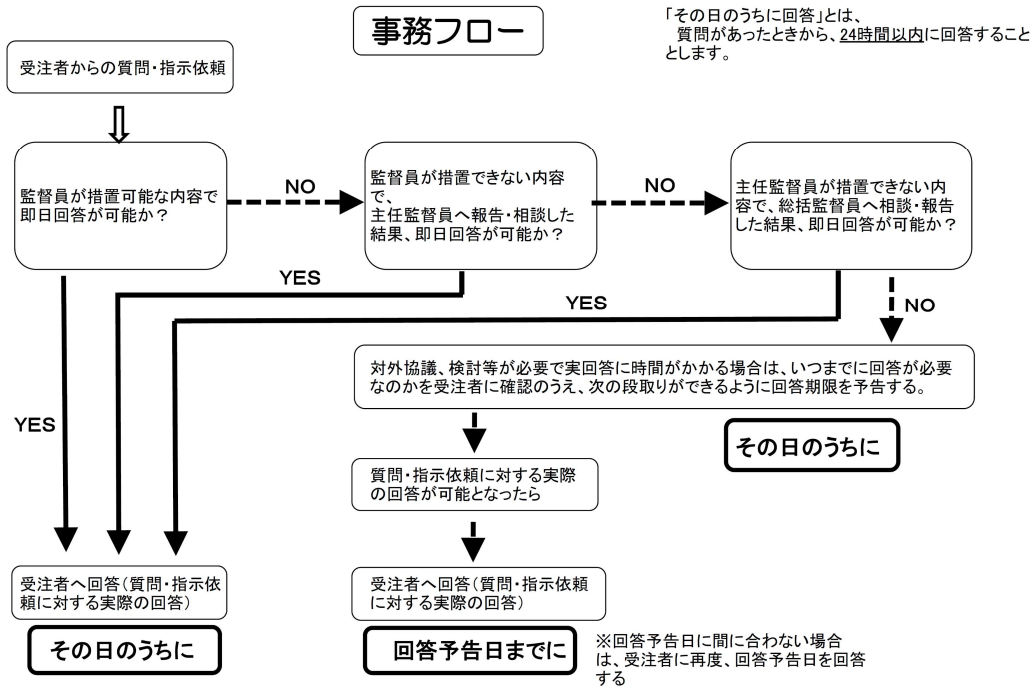 事務フロー
「その日のうちに回答」とは、
質問があったときから、24時間以内に回答すること
とします。
受注者からの質問・指示依頼
監督員が措置可能な内容で
即日回答が可能か？
NO
監督員が措置できない内容
で、
主任監督員へ報告・相談した
結果、即日回答が可能か？
NO
主任監督員が措置できない内
容で、総括監督員へ相談・報告
した結果、即日回答が可能か？
YES
YES
NO
対外協議、検討等が必要で実回答に時間がかかる場合は、いつまでに回答が必要
なのかを受注者に確認のうえ、次の段取りができるように回答期限を予告する。
YES
その日のうちに
質問・指示依頼に対する実際
の回答が可能となったら
受注者へ回答（質問・指示依
頼に対する実際の回答）
その日のうちに
受注者へ回答（質問・指示依頼
に対する実際の回答）
回答予告日までに
※回答予告日に間に合わない場合
は、受注者に再度、回答予告日を回答
する